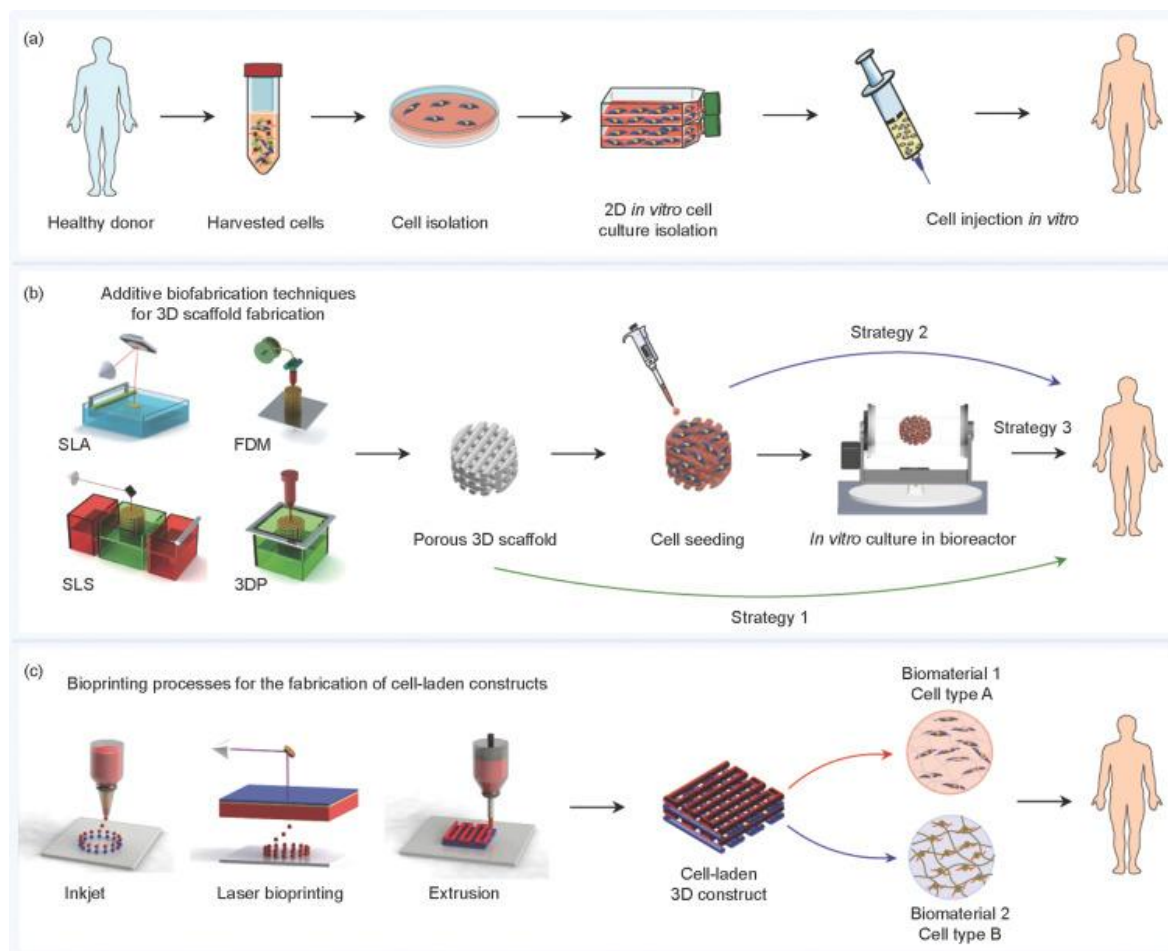 (a)
Healthy donor
Harvested cells
Cell isolation
2D in vitro cell
culture isolation
Cell injection in vitro
(b)
Additive biofabrication techniques
for 3D scaffold fabrication
SLA
FDM
SLS
3DP
Porous 3D scaffold
Cell seeding
In vitro culture in bioreactor
Strategy 2
Strategy 3
Strategy 1
(c)
Bioprinting processes for the fabrication of cell-laden constructs
Inkjet
Laser bioprinting
Extrusion
Cell-laden
3D construct
Biomaterial 1
Cell type A
Biomaterial 2
Cell type B